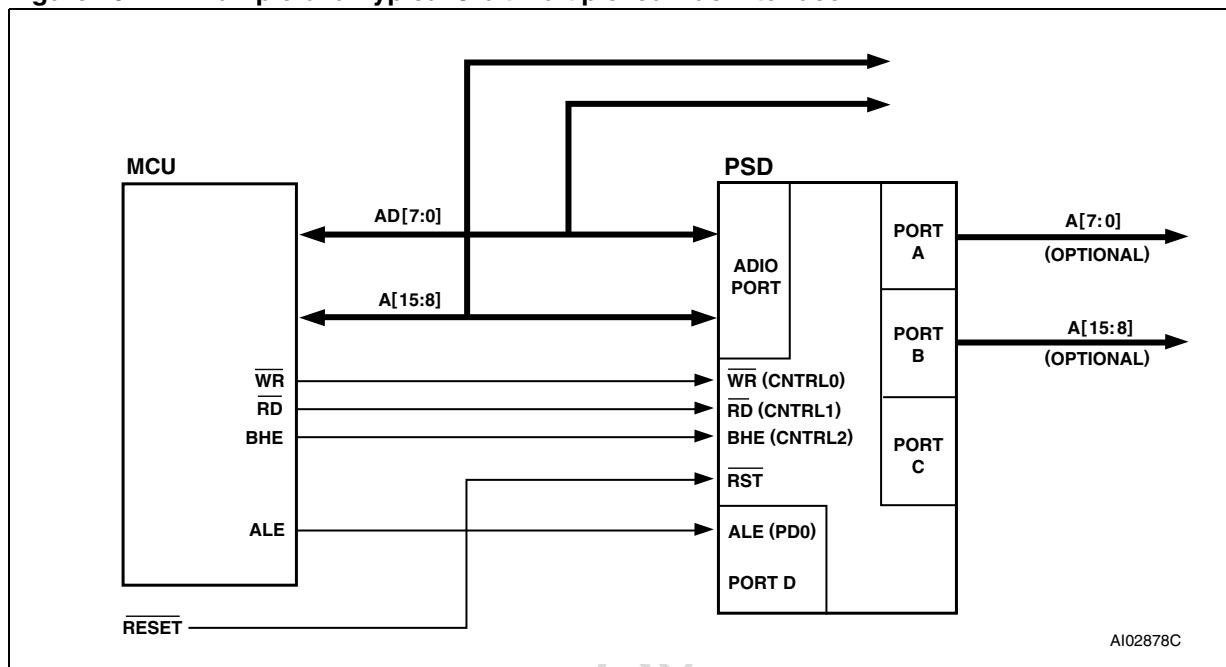 MCU
PSD
AD[7:0]
A[15:8]
ADIO
PORT
PORT
A
A[7:0]
(OPTIONAL)
PORT
B
A[15:8]
(OPTIONAL)
PORT
C
WR
RD
BHE
ALE
WR (CNTRL0)
RD (CNTRL1)
BHE (CNTRL2)
RST
ALE (PD0)
PORT D
RESET
AI02878C